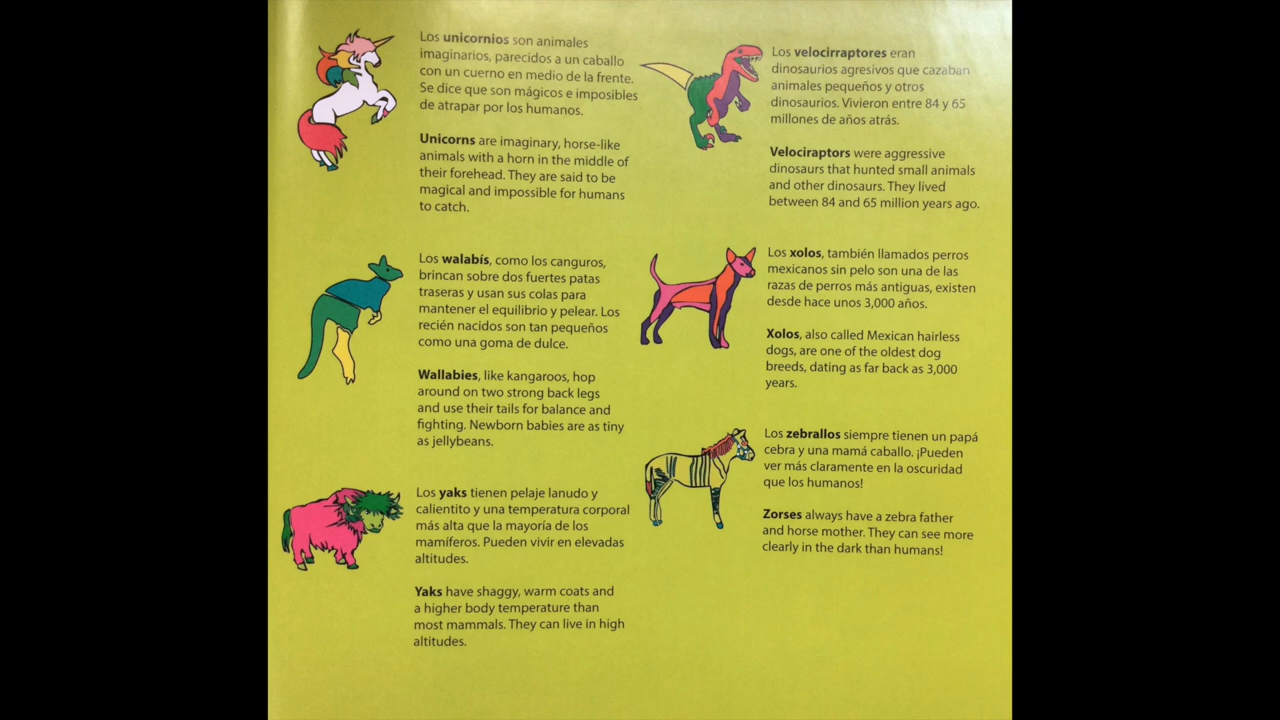 Los unicornios son animales
imaginarios, parecidos a un caballo
con un cuerno en medio de la frente.
Se dice que son mágicos e imposibles
de atrapar por los humanos.
Unicorns are imaginary, horse-like
animals with a horn in the middle of
their forehead. They are said to be
magical and impossible for humans
to catch.
Los walabís, como los canguros,
brincan sobre dos fuertes patas
traseras y usan sus colas para
mantener el equilibrio y pelear. Los
recién nacidos son tan pequeños
como una goma de dulce.
Wallabies, like kangaroos, hop
around on two strong back legs
and use their tails for balance and
fighting. Newborn babies are as tiny
as jellybeans.
Los yaks tienen pelaje lanudo y
calientito y una temperatura corporal
más alta que la mayoría de los
mamíferos. Pueden vivir en elevadas
altitudes.
Yaks have shaggy, warm coats and
a higher body temperature than
most mammals. They can live in high
altitudes.
Los velocirraptores eran
dinosaurios agresivos que cazaban
animales pequeños y otros
dinosaurios. Vivieron entre 84 y 65
millones de años atrás.
Velociraptors were aggressive
dinosaurs that hunted small animals
and other dinosaurs. They lived
between 84 and 65 million years ago.
Los xolos, también llamados perros
mexicanos sin pelo son una de las
razas de perros más antiguas, existen
desde hace unos 3,000 años.
Xolos, also called Mexican hairless
dogs, are one of the oldest dog
breeds, dating as far back as 3,000
years.
Los zebrallos siempre tienen un papá
cebra y una mamá caballo. ¡Pueden
ver más claramente en la oscuridad
que los humanos!
Zorses always have a zebra father
and horse mother. They can see more
clearly in the dark than humans!